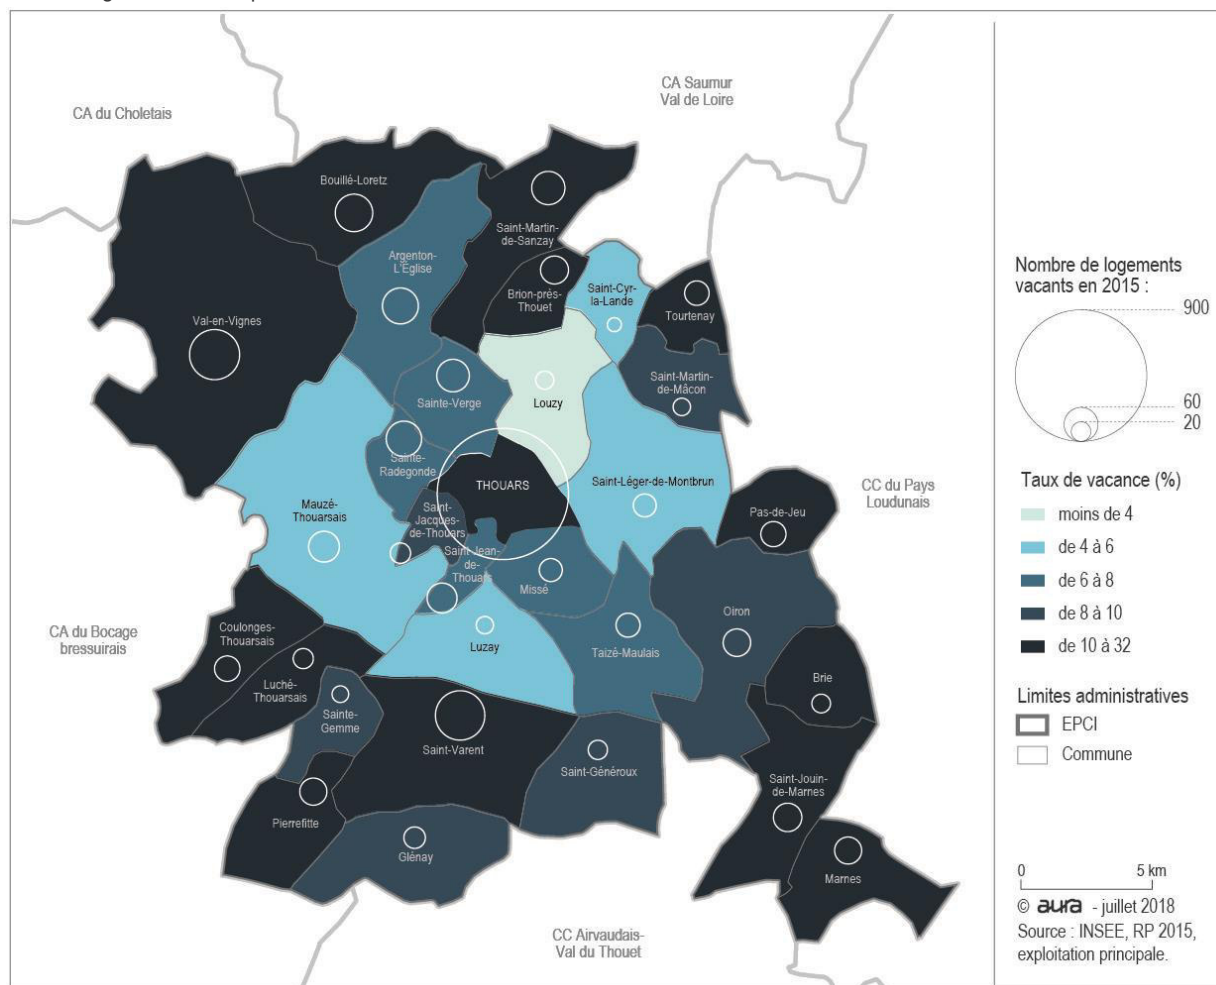 CA du Choletais
CA Saumur
Val de Loire
Bouillé-Loretz
Saint-Martin-
de-Sanzay
Argenton-
L'Eglise
Brion-près-
Thouet
Saint-Cyr-
la-Lande
Tourtenay
Val-en-Vignes
Saint-Martin-
de-Mâcon
Sainte-Verge
Louzy
Sainte-
Radegonde
THOUARS
Saint-Léger-de-Montbrun
CC du Pays
Loudunais
Mauzé-
Thouarsais
Saint-
Jacques-
de-Thouars
Pas-de-Jeu
Saint-Jean-
de-
Thouars
Missé
Oiron
CA du Bocage
bressuirais
Coulonges-
Thouarsais
Luzay
Taizé-Maulais
Luché-
Thouarsais
Brie
Sainte-
Gemme
Saint-Varent
Saint-Généroux
Saint-Jouin-
de-Marnes
Pierrefitte
Glénay
Marnes
CC Airvaudais-
Val du Thouet
Nombre de logements
vacants en 2015 :
900
60
20
Taux de vacance (%)
moins de 4
de 4 à 6
de 6 à 8
de 8 à 10
de 10 à 32
Limites administratives
EPCI
Commune
0 5 km
© aura - juillet 2018
Source : INSEE, RP 2015,
exploitation principale.